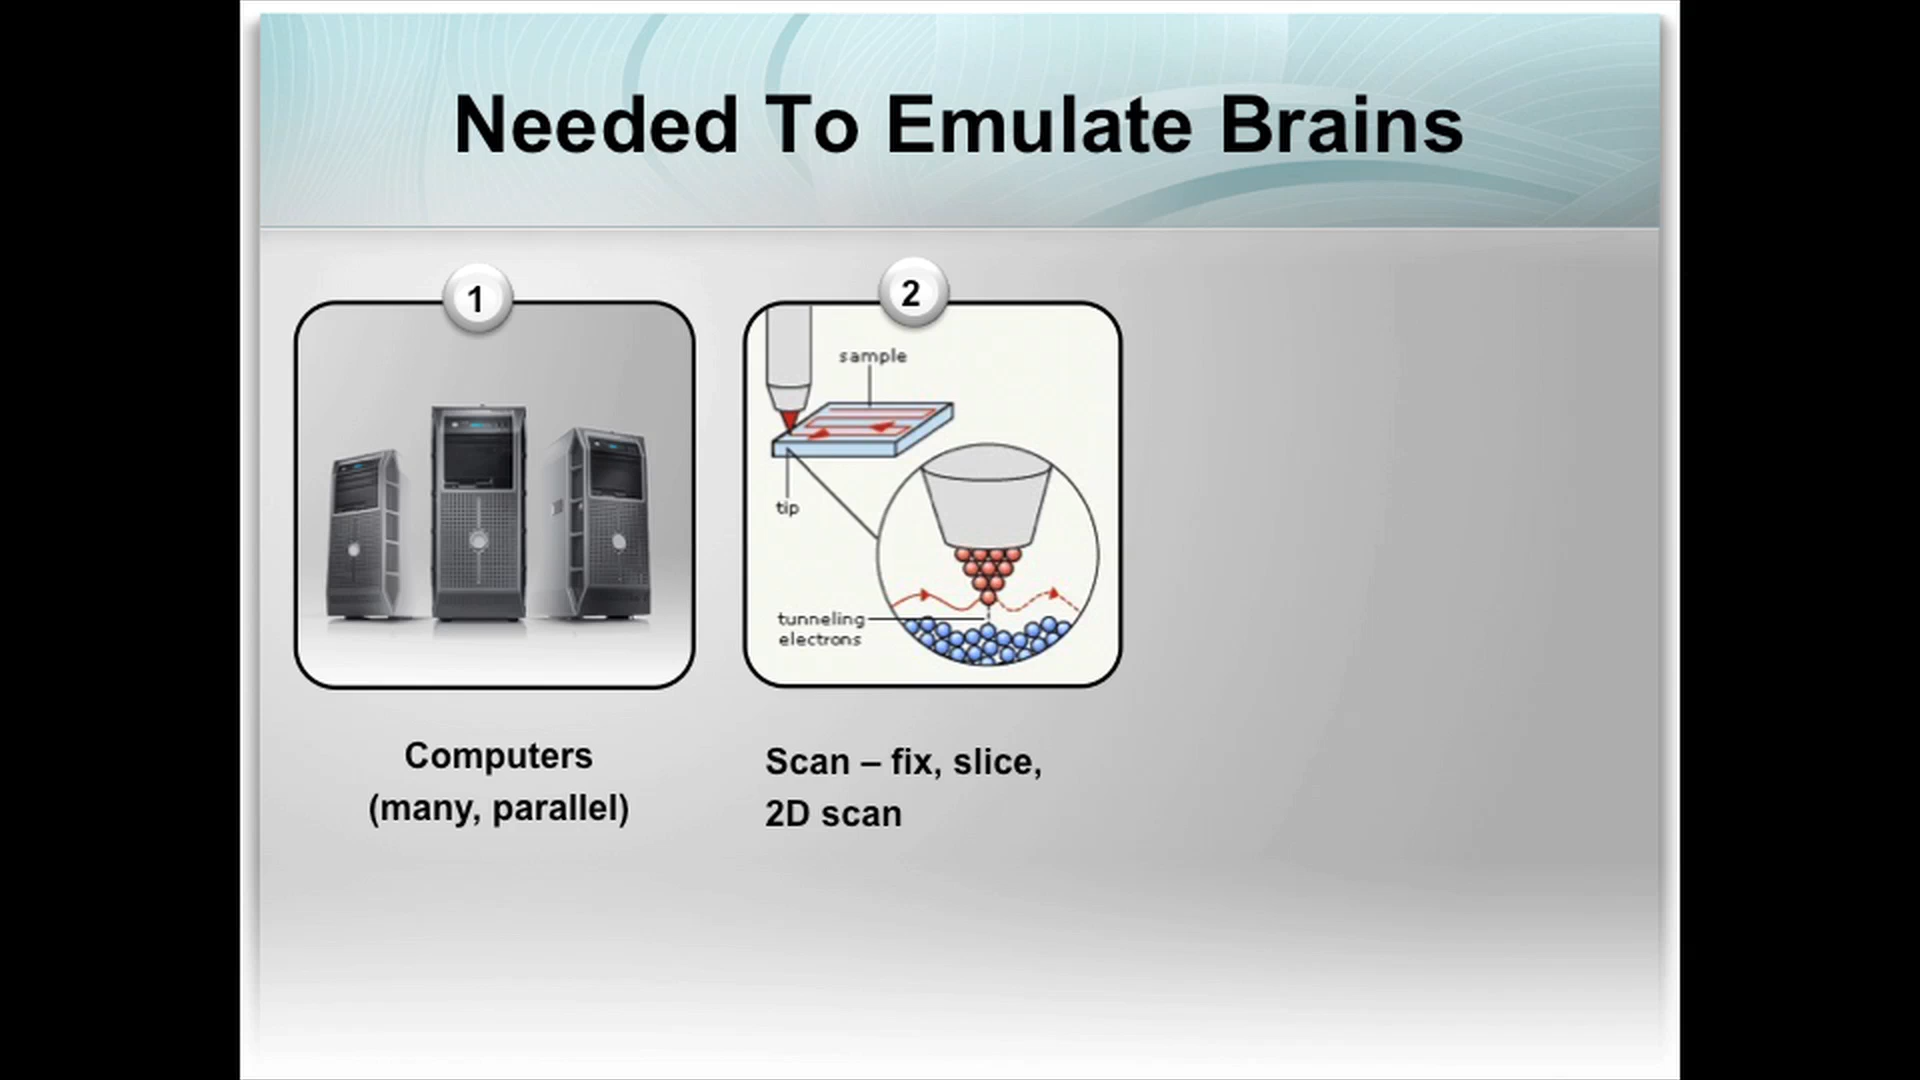 Needed To Emulate Brains
1
2
sample
tip
tunneling
electrons
Computers
(many, parallel)
Scan – fix, slice,
2D scan